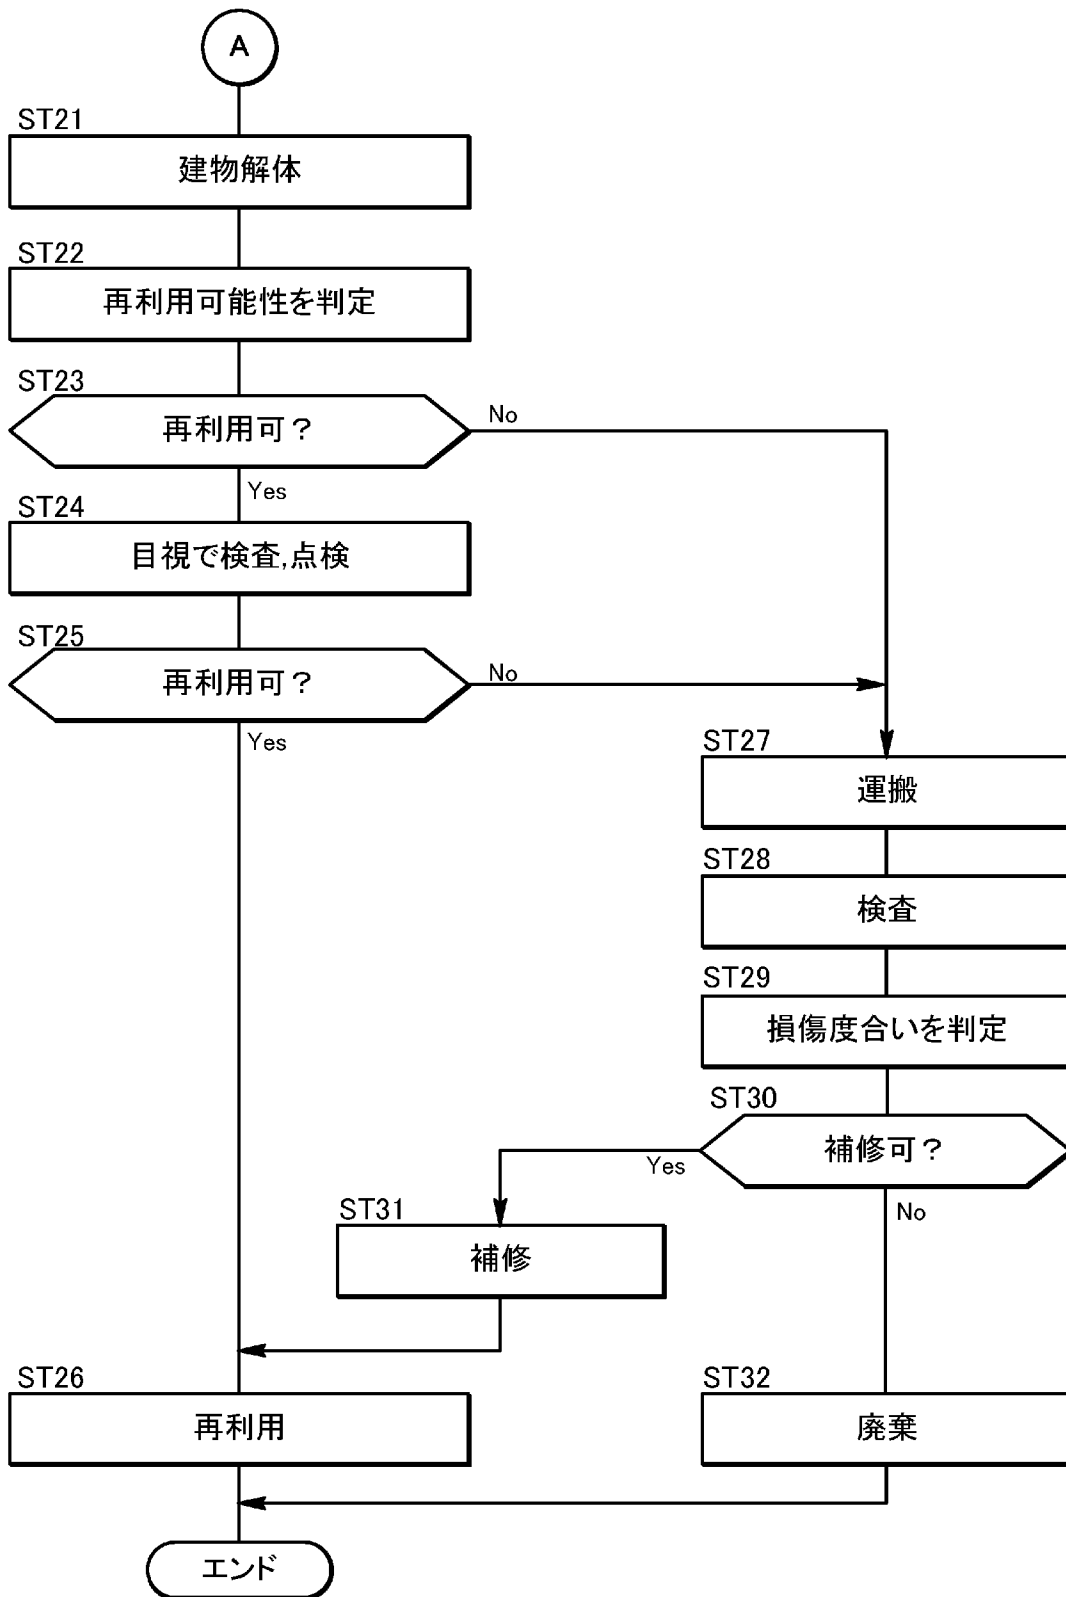 A
ST21
建物解体
ST22
再利用可能性を判定
ST23
再利用可？
No
Yes
ST24
目視で検査,点検
ST25
再利用可？
No
Yes
ST27
運搬
ST28
検査
ST29
損傷度合いを判定
ST30
補修可？
Yes
No
ST31
補修
ST26
再利用
ST32
廃棄
エンド